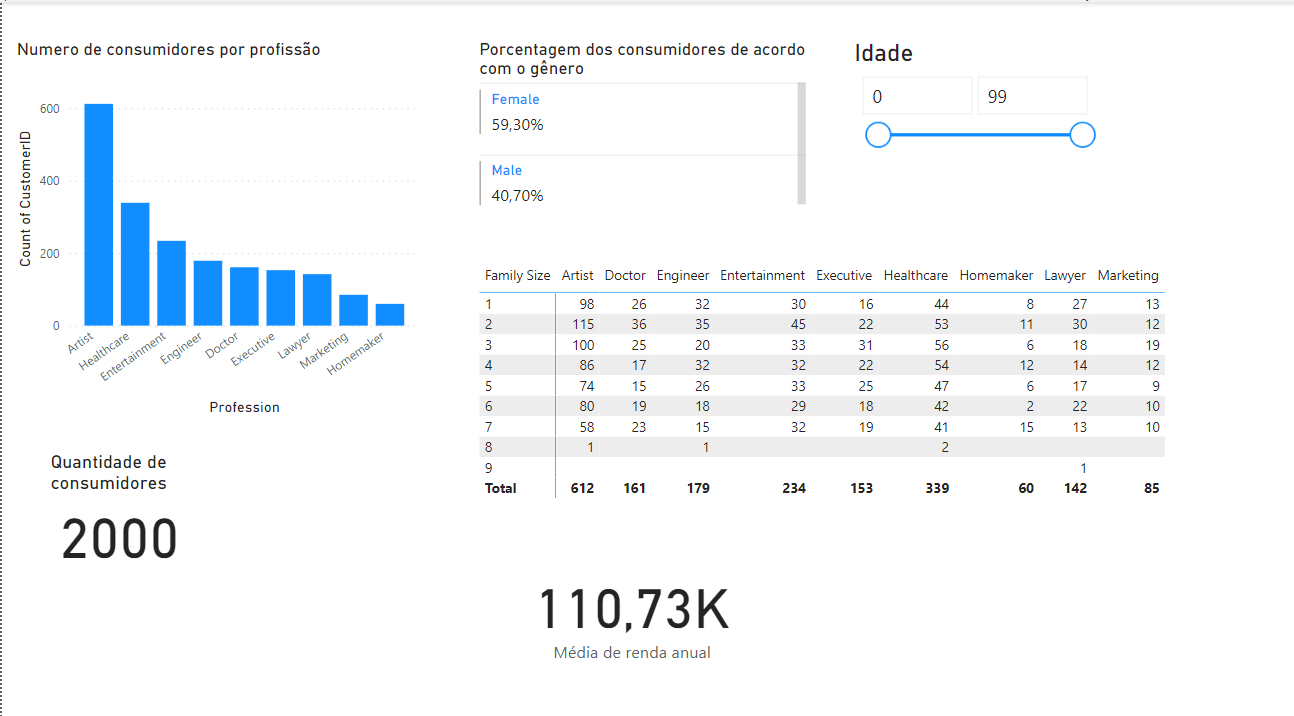 Numero de consumidores por profissão
Count of CustomerID
600
400
200
0
Artist
Healthcare
Entertainment
Engineer
Doctor
Executive
Lawyer
Marketing
Homemaker
Profession
Porcentagem dos consumidores de acordo
com o gênero
Female
59,30%
Male
40,70%
Idade
0 99
Family Size Artist Doctor Engineer Entertainment Executive Healthcare Homemaker Lawyer Marketing
1 98 26 32 30 16 44 8 27 13
2 115 36 35 45 22 53 11 30 12
3 100 25 20 33 31 56 6 18 19
4 86 17 32 32 22 54 12 14 12
5 74 15 26 33 25 47 6 17 9
6 80 19 18 29 18 42 2 22 10
7 58 23 15 32 19 41 15 13 10
8 1 1 2
9 1
Total 612 161 179 234 153 339 60 142 85
Quantidade de
consumidores
2000
110,73K
Média de renda anual